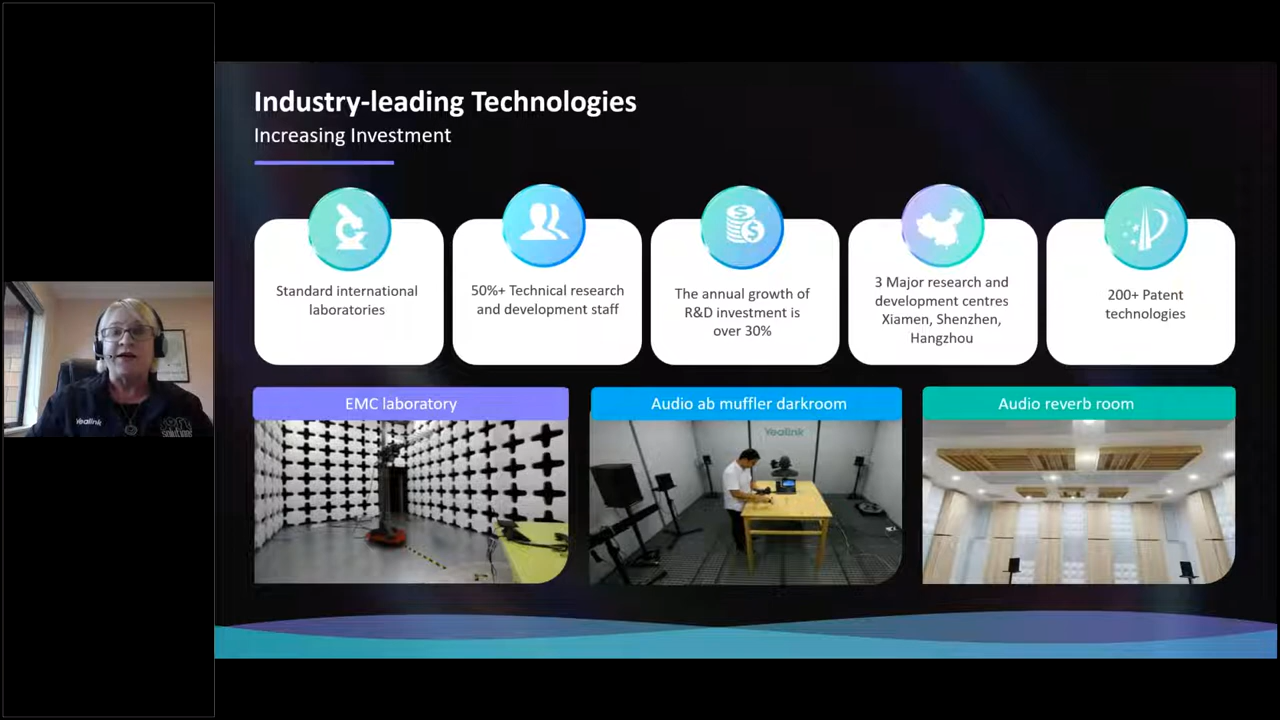 Industry-leading Technologies
Increasing Investment
Standard international
laboratories
50%+ Technical research
and development staff
The annual growth of
R&D investment is
over 30%
3 Major research and
development centres
Xiamen, Shenzhen,
Hangzhou
200+ Patent
technologies
EMC laboratory
Audio ab muffler darkroom
Audio reverb room
Yealink
Yealink
solutions